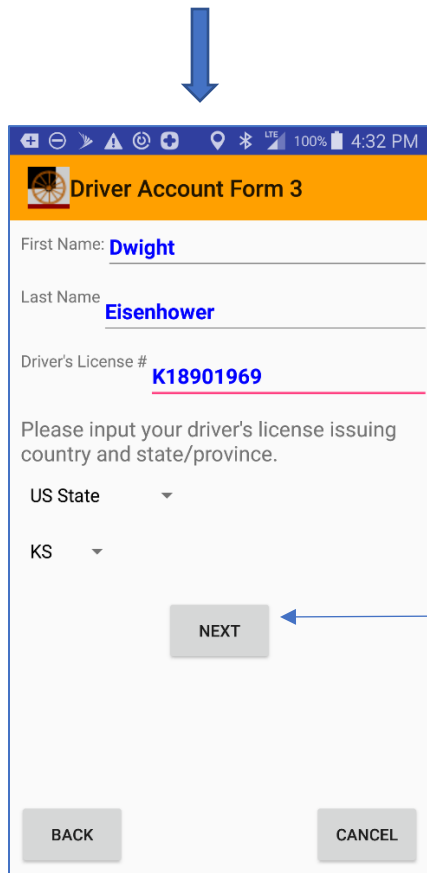 LTE 100% 4:32 PM
Driver Account Form 3
First Name: Dwight
Last Name Eisenhower
Driver's License # K18901969
Please input your driver's license issuing
country and state/province.
US State
KS
NEXT
BACK CANCEL